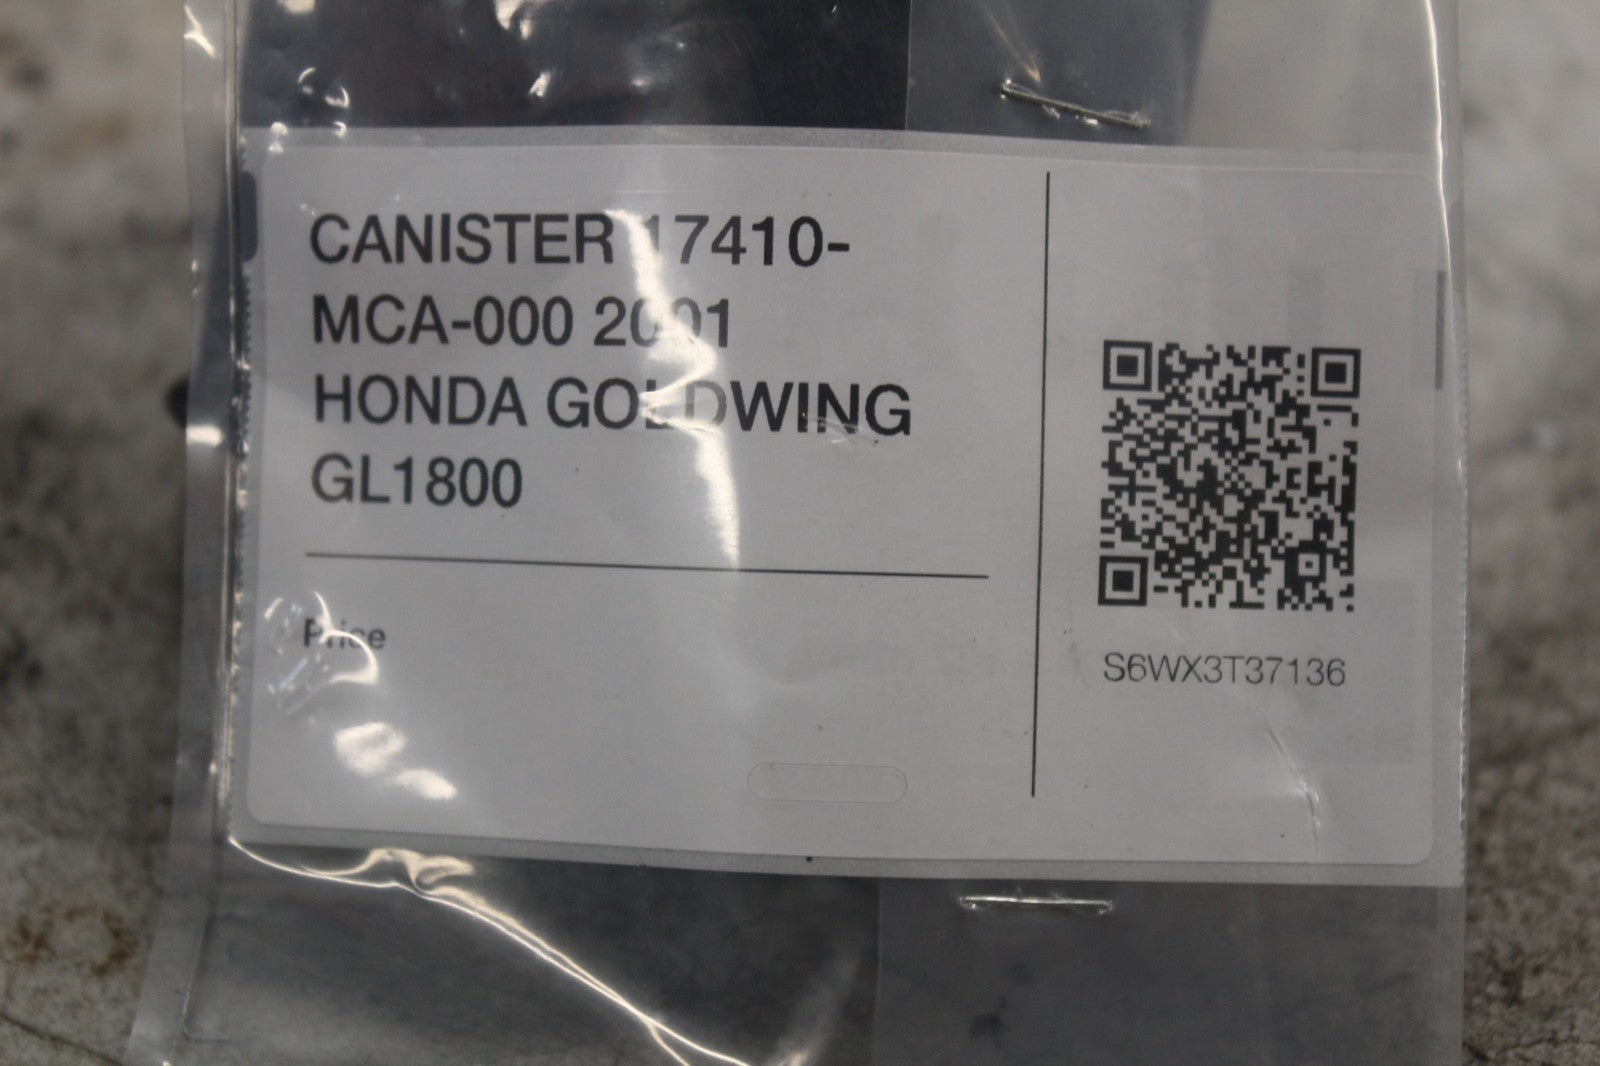 CANISTER 17410-
MCA-000 2001
HONDA GOLDWING
GL1800
Price
S6WX3T37136